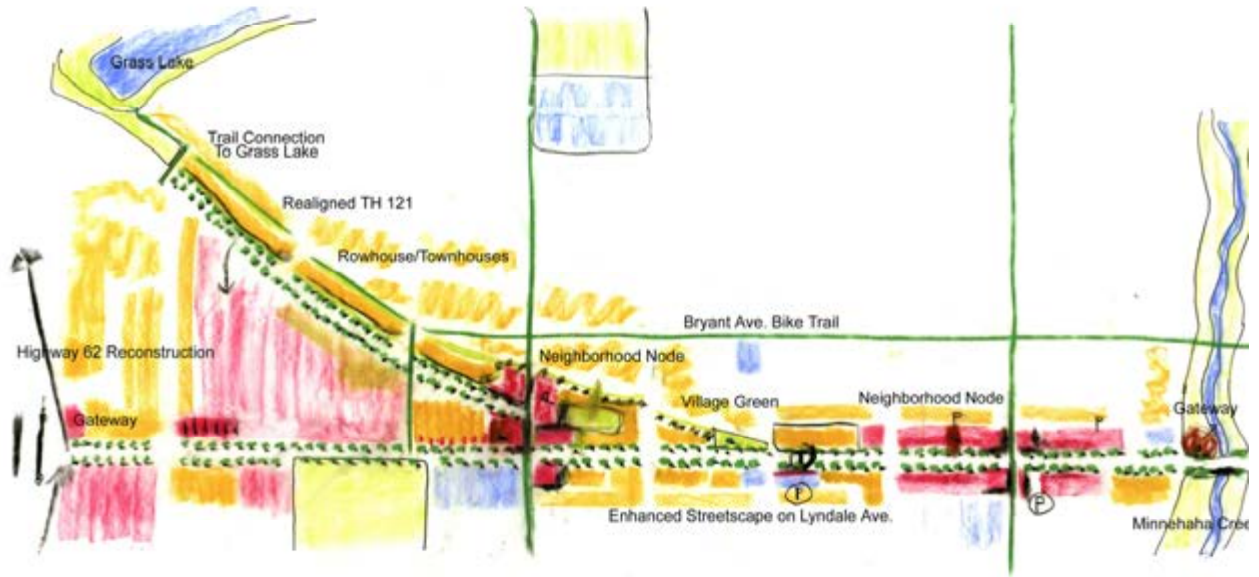 Grass Lake
Trail Connection
To Grass Lake
Realigned TH 121
Rowhouse/Townhouses
Bryant Ave. Bike Trail
Highway 62 Reconstruction
Neighborhood Node
Village Green
Neighborhood Node
Gateway
Gateway
P
P
P
Enhanced Streetscape on Lyndale Ave.
Minnehaha Cree